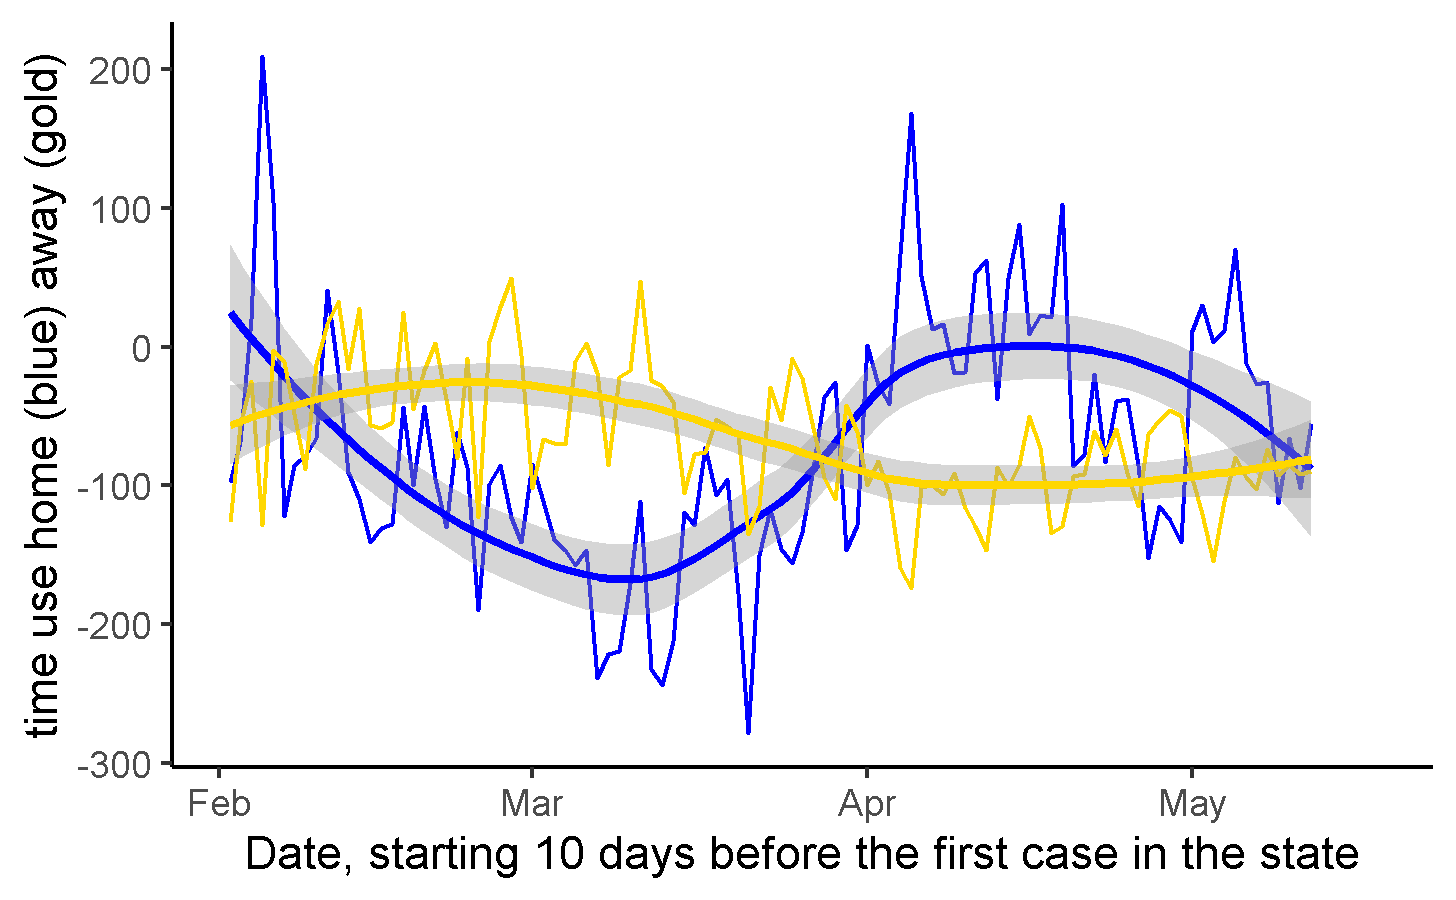 time use home (blue) away (gold)
200
100
0
-100
-200
-300
Feb Mar Apr May
Date, starting 10 days before the first case in the state